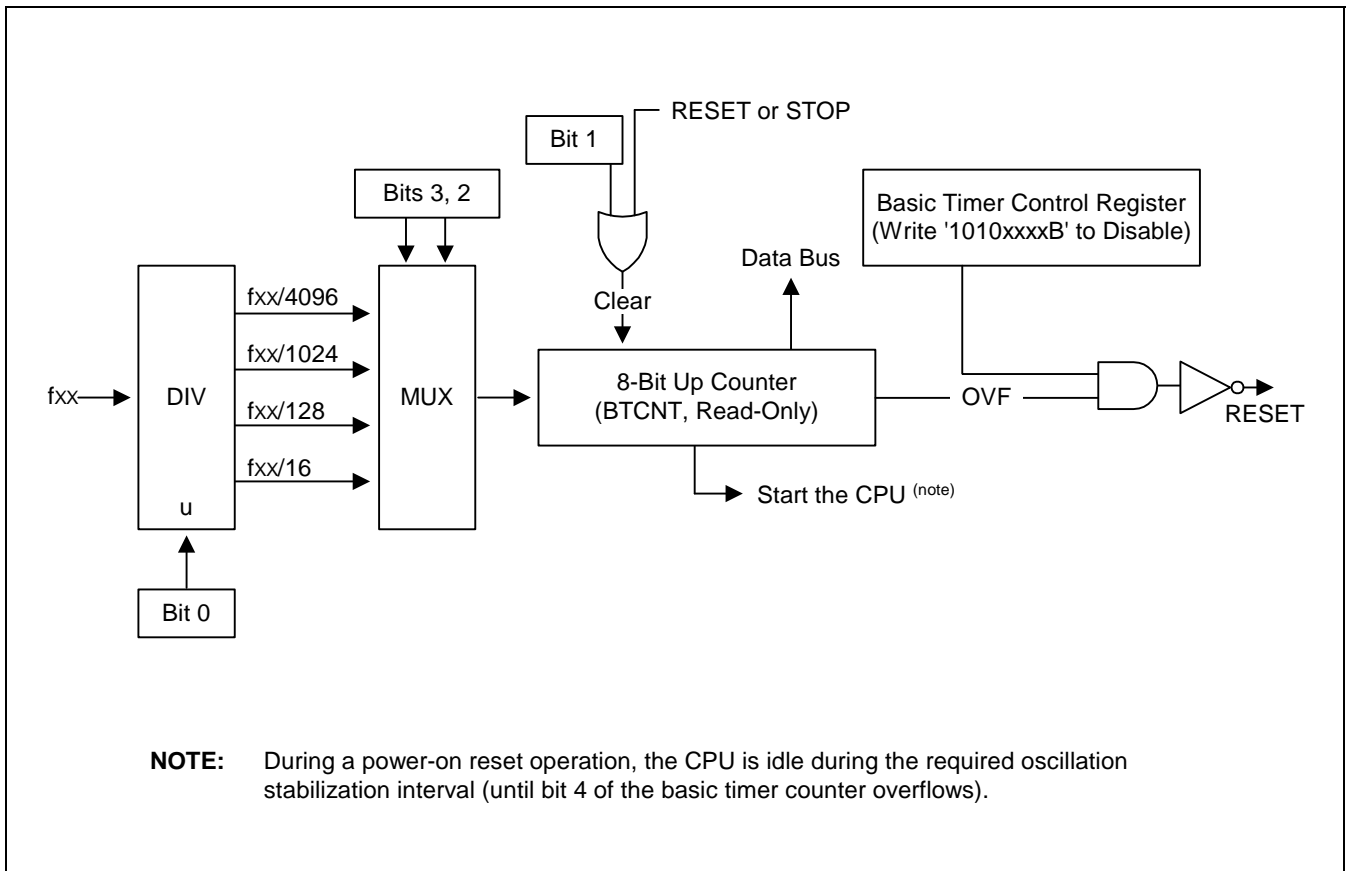 RESET or STOP
Bit 1
Bits 3, 2
Basic Timer Control Register
(Write '1010xxxxB' to Disable)
Data Bus
Clear
fxx/4096
fxx/1024
fxx
DIV
fxx/128
MUX
8-Bit Up Counter
(BTCNT, Read-Only)
OVF
RESET
fxx/16
u
Start the CPU (note)
Bit 0
NOTE: During a power-on reset operation, the CPU is idle during the required oscillation
stabilization interval (until bit 4 of the basic timer counter overflows).